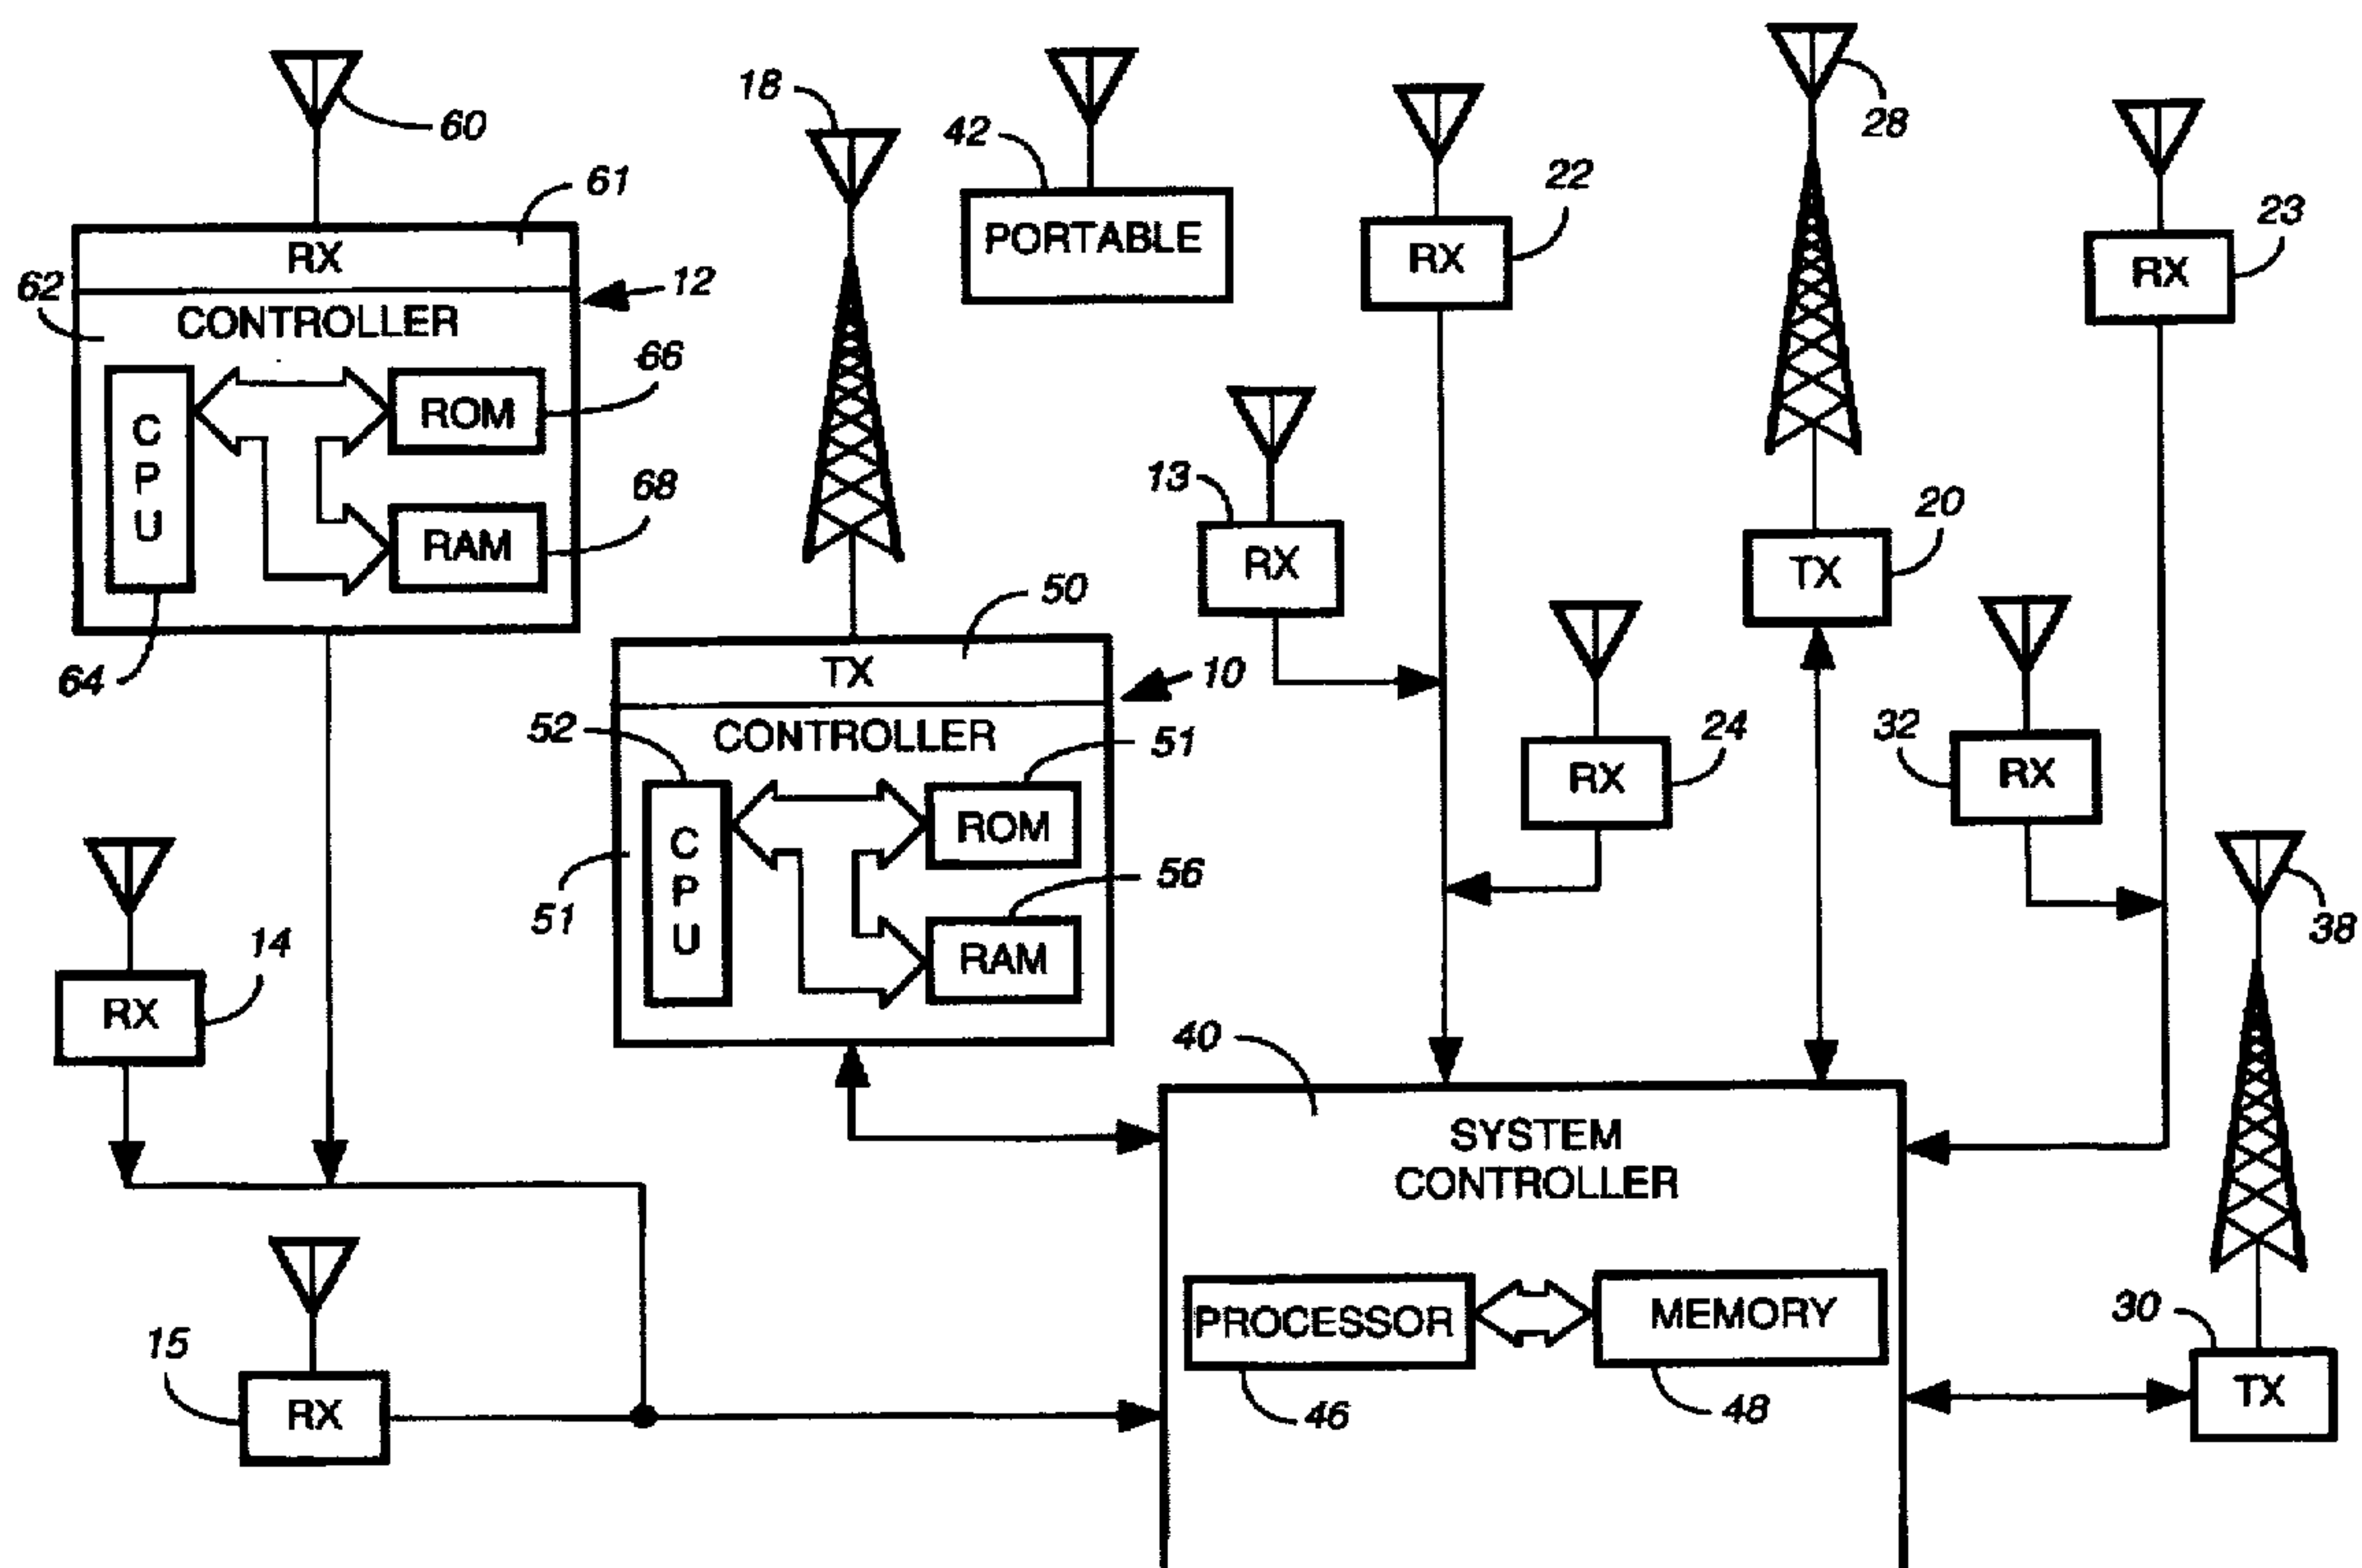 60
61
RX
12
62
CONTROLLER
66
ROM
CPU
68
RAM
64
18
42
PORTABLE
22
RX
28
23
RX
13
RX
20
TX
50
TX
10
52
CONTROLLER
51
ROM
CPU
51
56
RAM
24
RX
32
RX
38
14
RX
40
SYSTEM
CONTROLLER
PROCESSOR
MEMORY
46
48
15
RX
30
TX